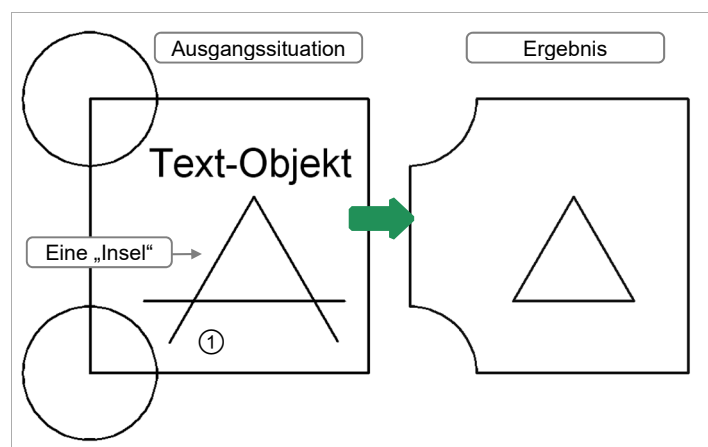 Ausgangssituation
Ergebnis
Text-Objekt
Eine „Insel“
1